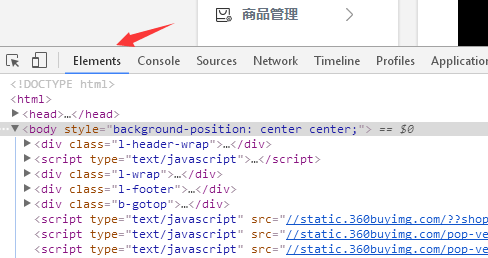 商品管理
Elements Console Sources Network Timeline Profiles Application
<!DOCTYPE html>
<html>
<head>…</head>
<body style="background-position: center center;"> == $0
<div class="l-header-wrap">…</div>
<script type="text/javascript">…</script>
<div class="l-wrap">…</div>
<div class="l-footer">…</div>
<div class="b-gotop">…</div>
<script type="text/javascript" src="//static.360buyimg.com/??shop
<script type="text/javascript" src="//static.360buyimg.com/pop-ve
<script type="text/javascript" src="//static.360buyimg.com/pop-ve